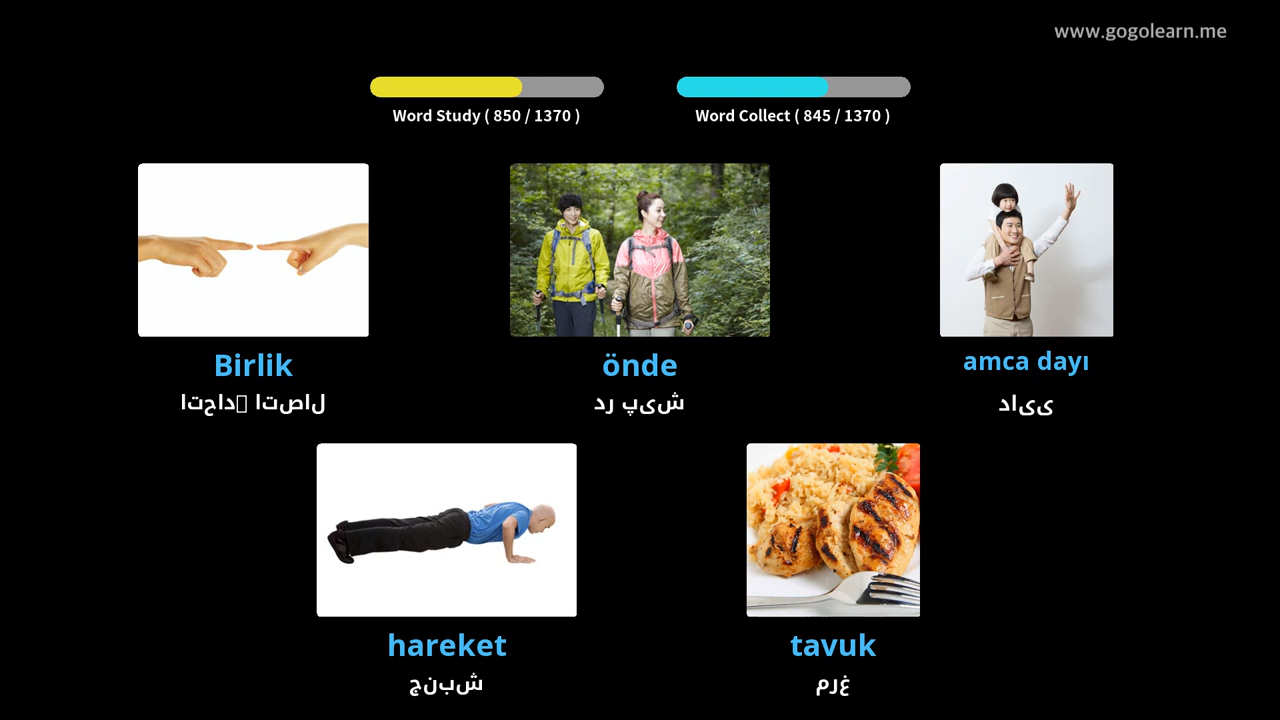 www.gogolearn.me
Word Study ( 850 / 1370 )
Word Collect ( 845 / 1370 )
Birlik
اتحاد□ اتصال
önde
در پیش
amca dayı
دایی
hareket
جنبش
tavuk
مرغ